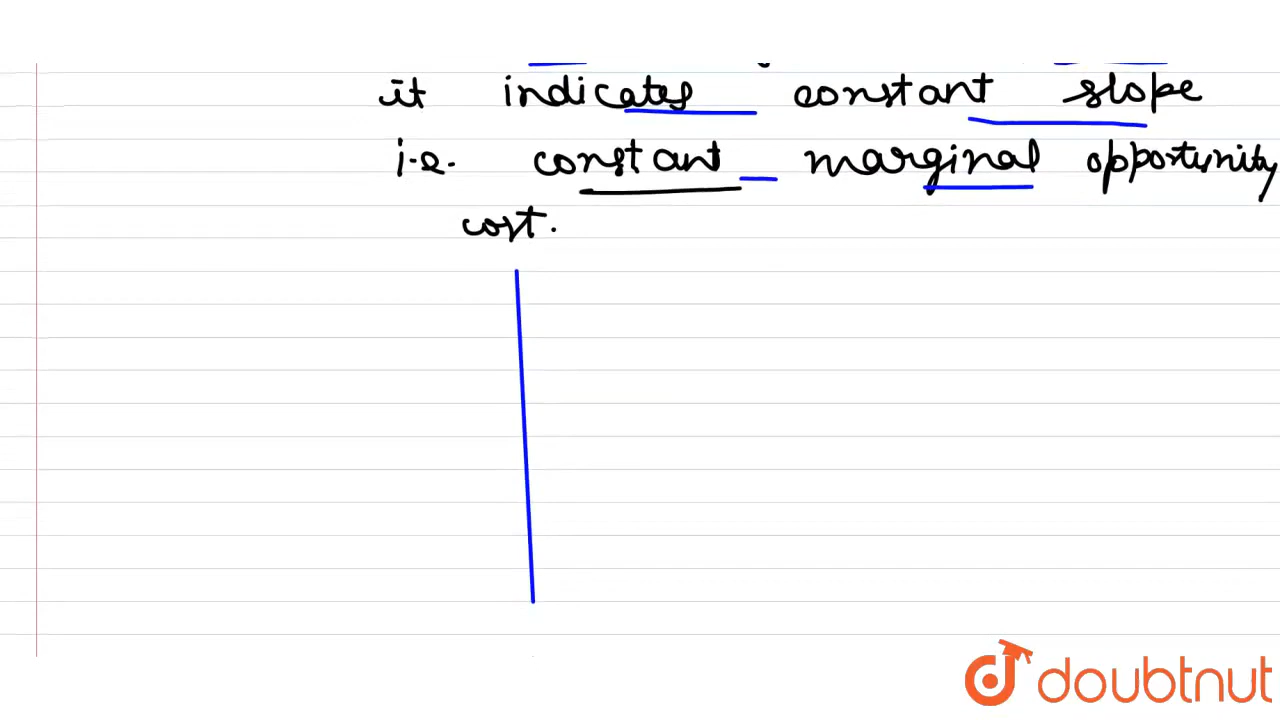 it indicates constant slope
i.e. constant marginal opportunity
cost.
doubtnut